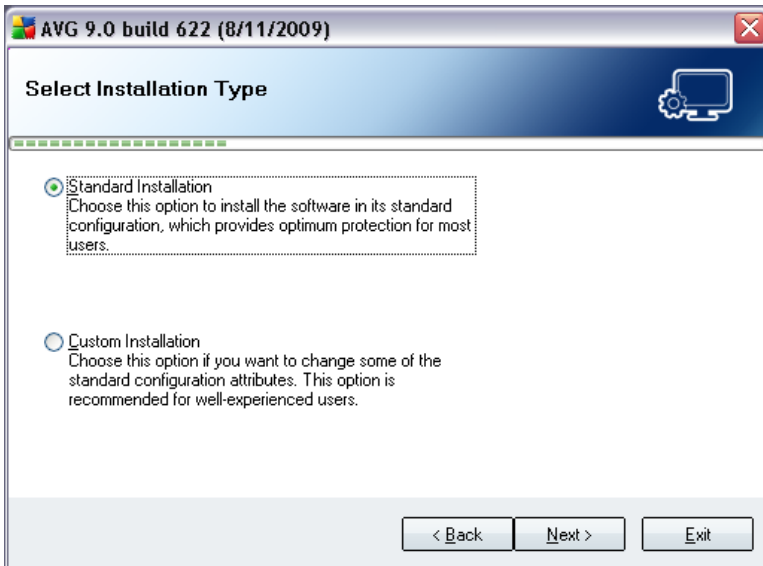 AVG 9.0 build 622 (8/11/2009)
Select Installation Type
Standard Installation
Choose this option to install the software in its standard
configuration, which provides optimum protection for most
users.
Custom Installation
Choose this option if you want to change some of the
standard configuration attributes. This option is
recommended for well-experienced users.
< Back
Next >
Exit